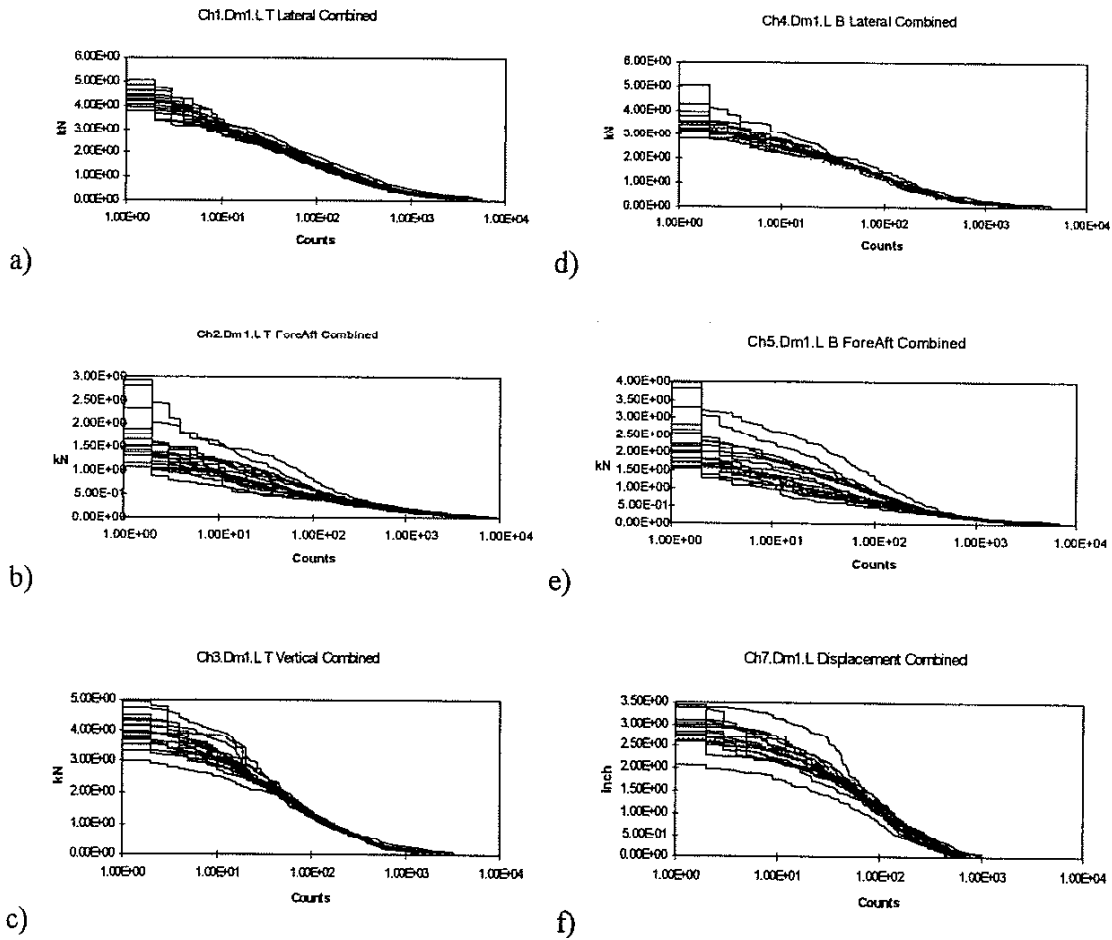 Ch1.Dm1.L T Lateral Combined
6.00E+00
5.00E+00
4.00E+00
3.00E+00
2.00E+00
1.00E+00
0.00E+00
kN
1.00E+00 1.00E+01 1.00E+02 1.00E+03 1.00E+04
Counts
a)
Ch2.Dm1.L T ForeAft Combined
3.00E+00
2.50E+00
2.00E+00
1.50E+00
kN
1.00E+00
5.00E-01
0.00E+00
1.00E+00 1.00E+01 1.00E+02 1.00E+03 1.00E+04
Counts
b)
Ch3.Dm1.L T Vertical Combined
5.00E+00
4.00E+00
3.00E+00
kN
2.00E+00
1.00E+00
0.00E+00
1.00E+00 1.00E+01 1.00E+02 1.00E+03 1.00E+04
Counts
c)
Ch4.Dm1.L B Lateral Combined
6.00E+00
5.00E+00
4.00E+00
kN
3.00E+00
2.00E+00
1.00E+00
0.00E+00
1.00E+00 1.00E+01 1.00E+02 1.00E+03 1.00E+04
Counts
d)
Ch5.Dm1.L B ForeAft Combined
4.00E+00
3.50E+00
3.00E+00
2.50E+00
2.00E+00
kN
1.50E+00
1.00E+00
5.00E-01
0.00E+00
1.00E+00 1.00E+01 1.00E+02 1.00E+03 1.00E+04
Counts
e)
Ch7.Dm1.L Displacement Combined
3.50E+00
3.00E+00
2.50E+00
2.00E+00
inch
1.50E+00
1.00E+00
5.00E-01
0.00E+00
1.00E+00 1.00E+01 1.00E+02 1.00E+03 1.00E+04
Counts
f)